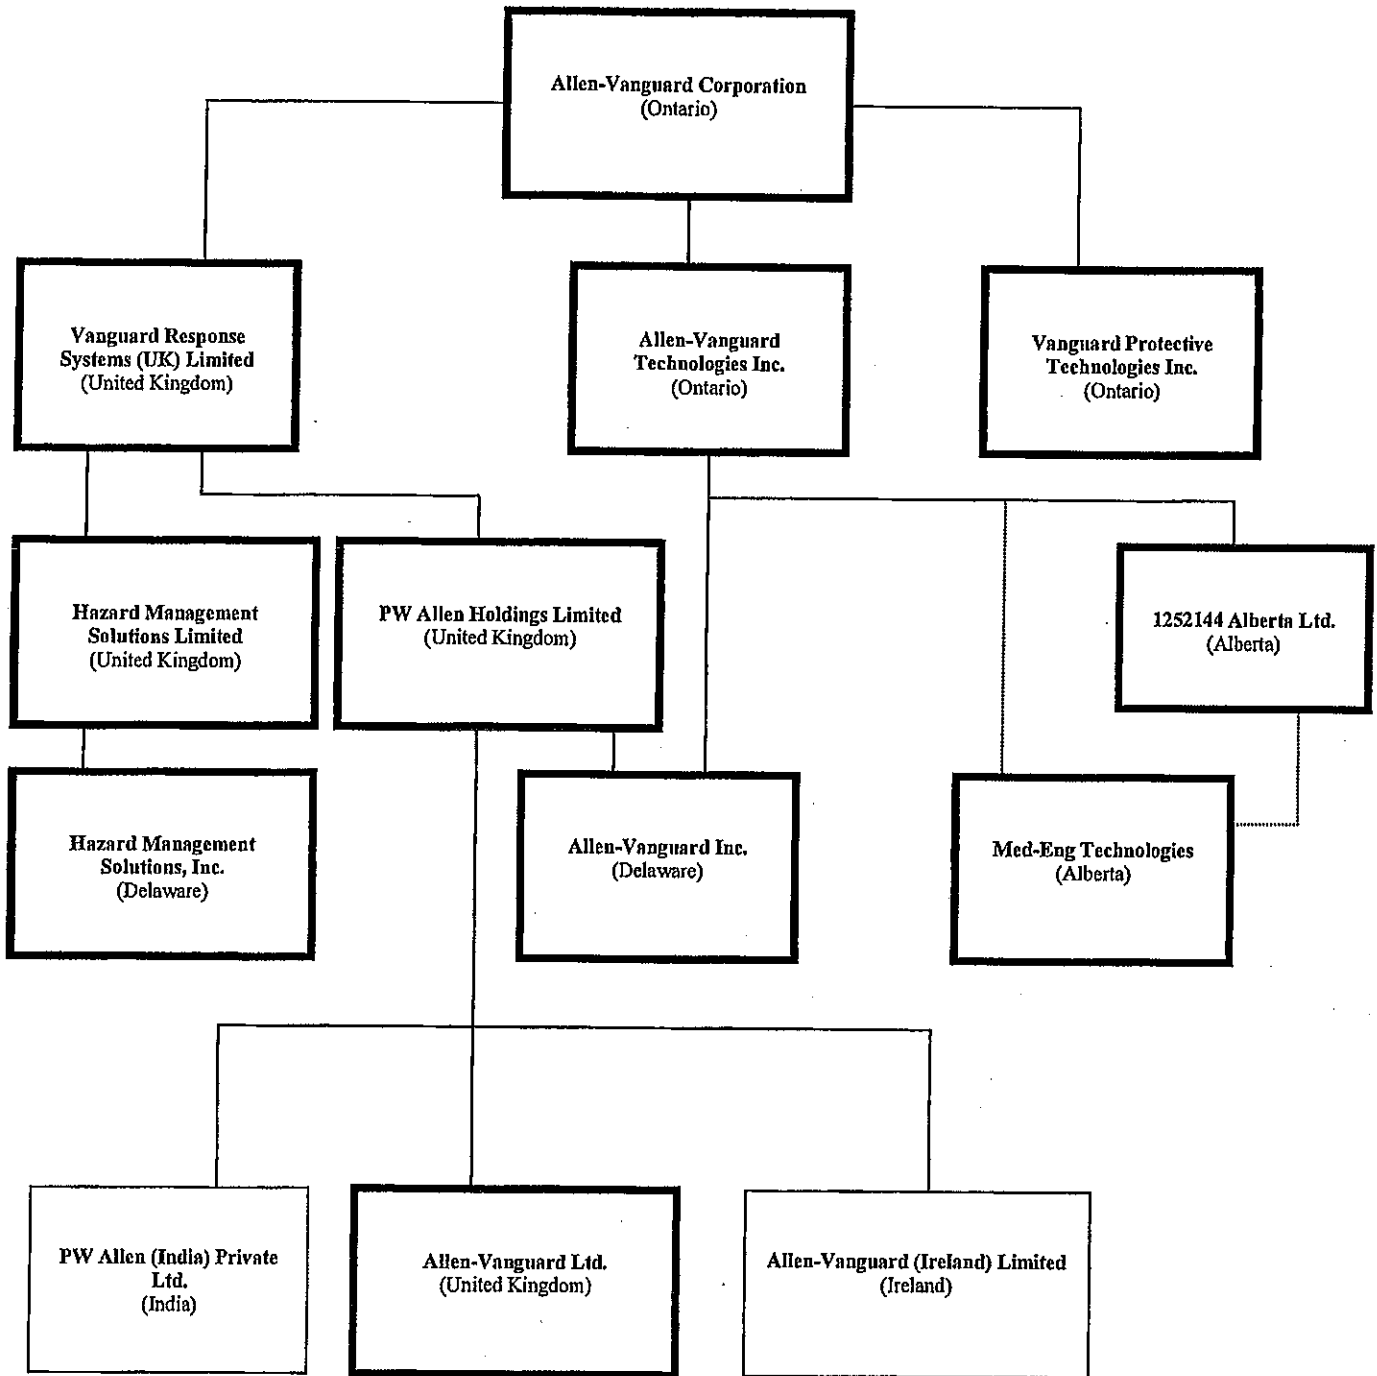 Allen-Vanguard Corporation
(Ontario)
Vanguard Response
Systems (UK) Limited
(United Kingdom)
Allen-Vanguard
Technologies Inc.
(Ontario)
Vanguard Protective
Technologies Inc.
(Ontario)
Hazard Management
Solutions Limited
(United Kingdom)
PW Allen Holdings Limited
(United Kingdom)
1252144 Alberta Ltd.
(Alberta)
Hazard Management
Solutions, Inc.
(Delaware)
Allen-Vanguard Inc.
(Delaware)
Med-Eng Technologies
(Alberta)
PW Allen (India) Private
Ltd.
(India)
Allen-Vanguard Ltd.
(United Kingdom)
Allen-Vanguard (Ireland) Limited
(Ireland)